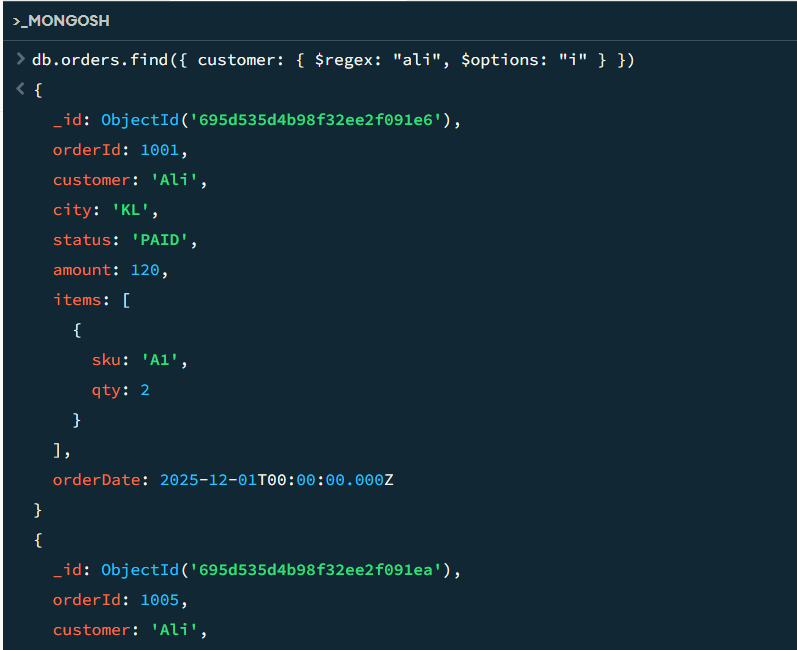 >_MONGOSH
> db.orders.find({ customer: { $regex: "ali", $options: "i" } })
< {
_id: ObjectId('695d535d4b98f32ee2f091e6'),
orderId: 1001,
customer: 'Ali',
city: 'KL',
status: 'PAID',
amount: 120,
items: [
{
sku: 'A1',
qty: 2
}
],
orderDate: 2025-12-01T00:00:00.000Z
}
{
_id: ObjectId('695d535d4b98f32ee2f091ea'),
orderId: 1005,
customer: 'Ali',